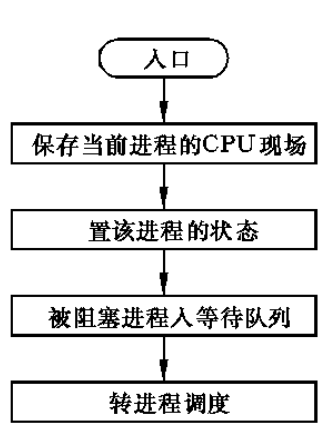 入口
保存当前进程的CPU现场
置该进程的状态
被阻塞进程入等待队列
转进程调度